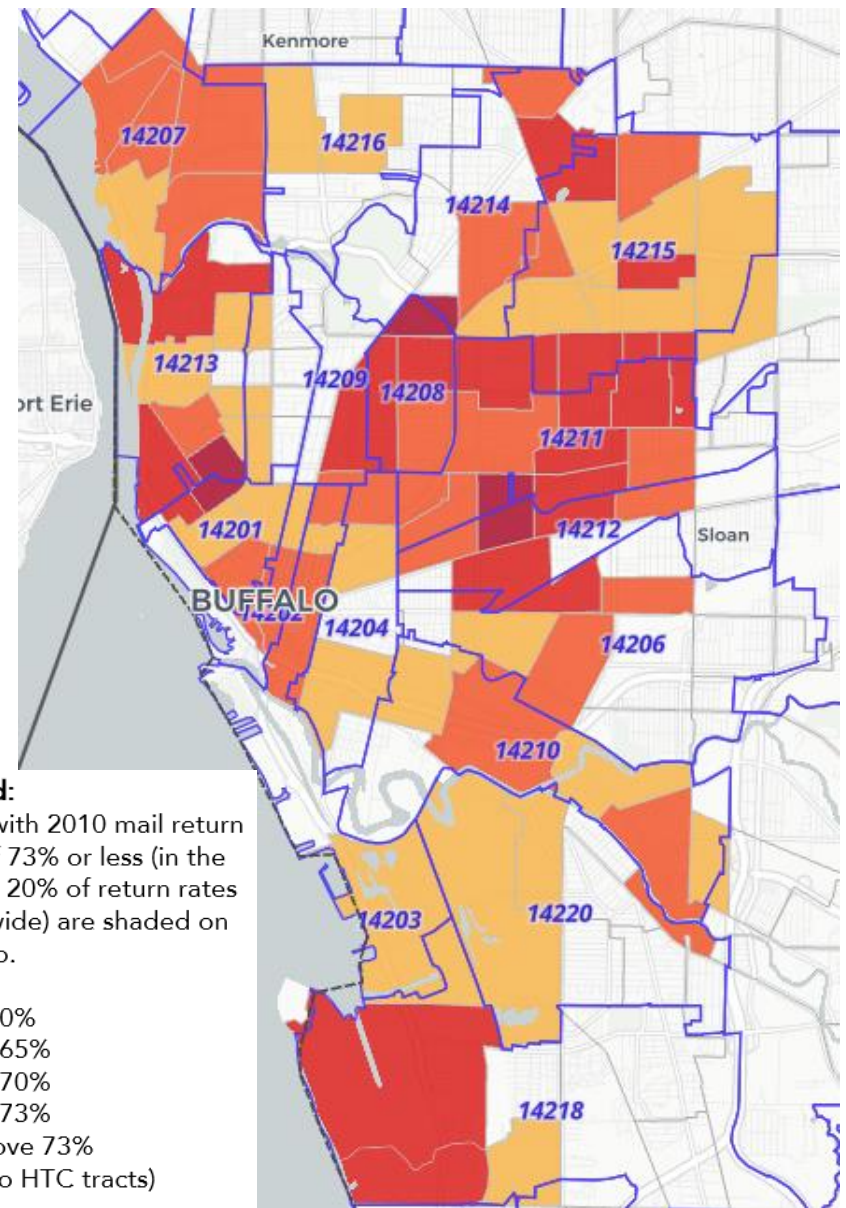 Kenmore
14207
14216
14214
14215
14213
14209
14208
ort Erie
14211
14201
14212
Sloan
BUFFALO
14202
14204
14206
14210
d:
with 2010 mail return
73% or less (in the
20% of return rates
wide) are shaded on
o.
14203
14220
0%
65%
70%
73%
ove 73%
o HTC tracts)
14218